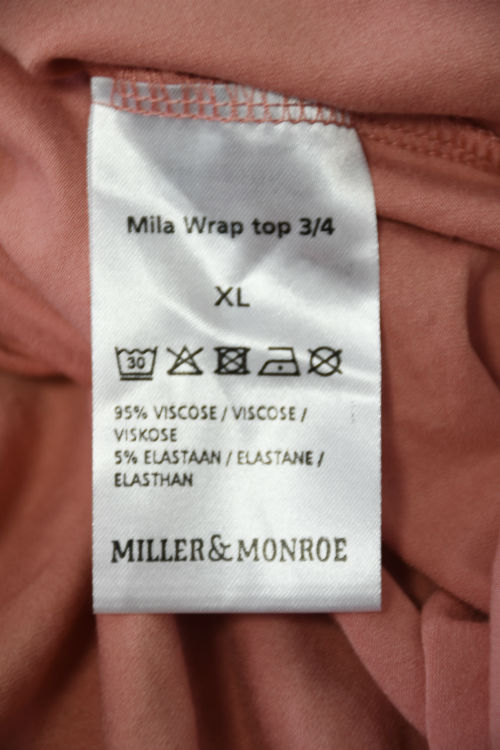 Mila Wrap top 3/4
XL
30
95% VISCOSE / VISCOSE /
VISKOSE
5% ELASTAAN / ELASTANE /
ELASTHAN
MILLER&MONROE